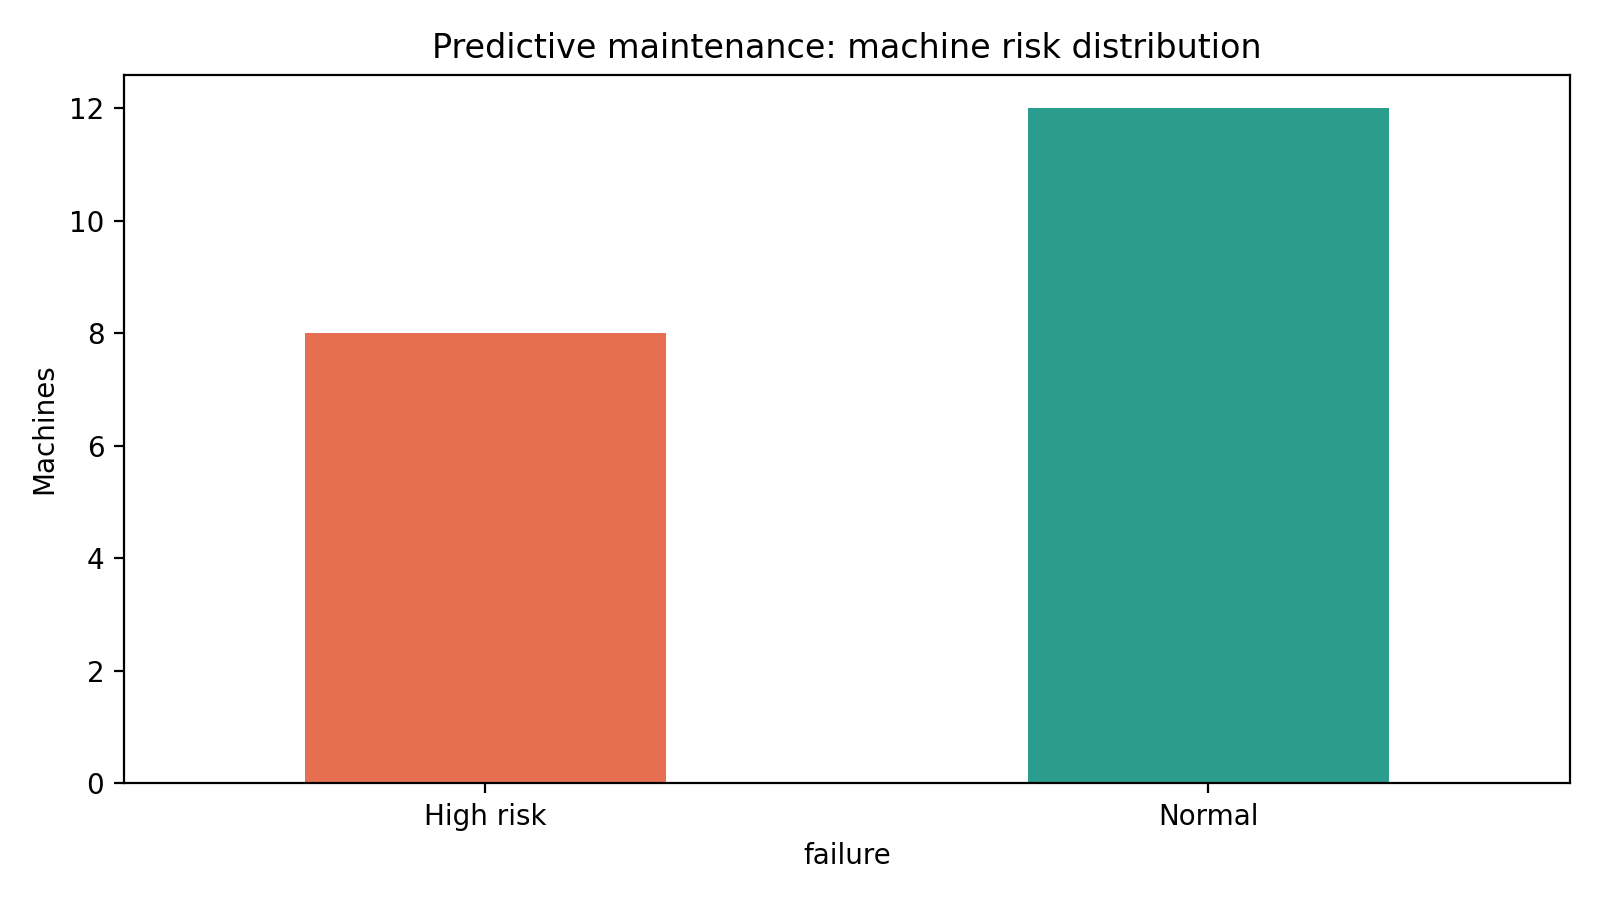 Predictive maintenance: machine risk distribution
12
10
8
6
4
2
0
Machines
High risk
Normal
failure